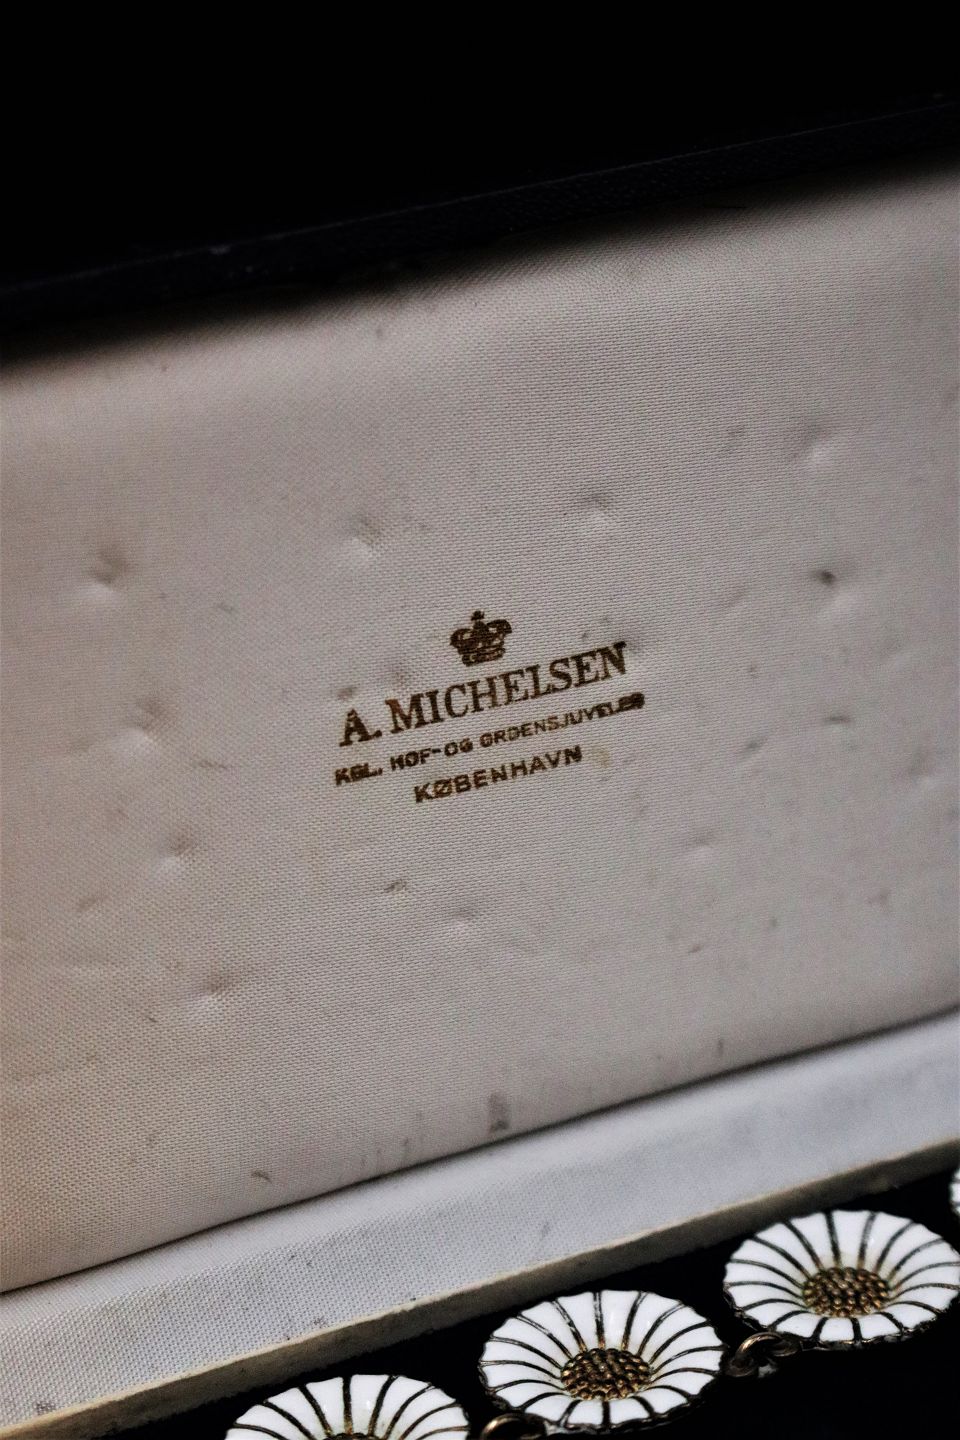 A. MICHELSEN
KGL. HOF- OG ORDENSJUVELER
KØBENHAVN